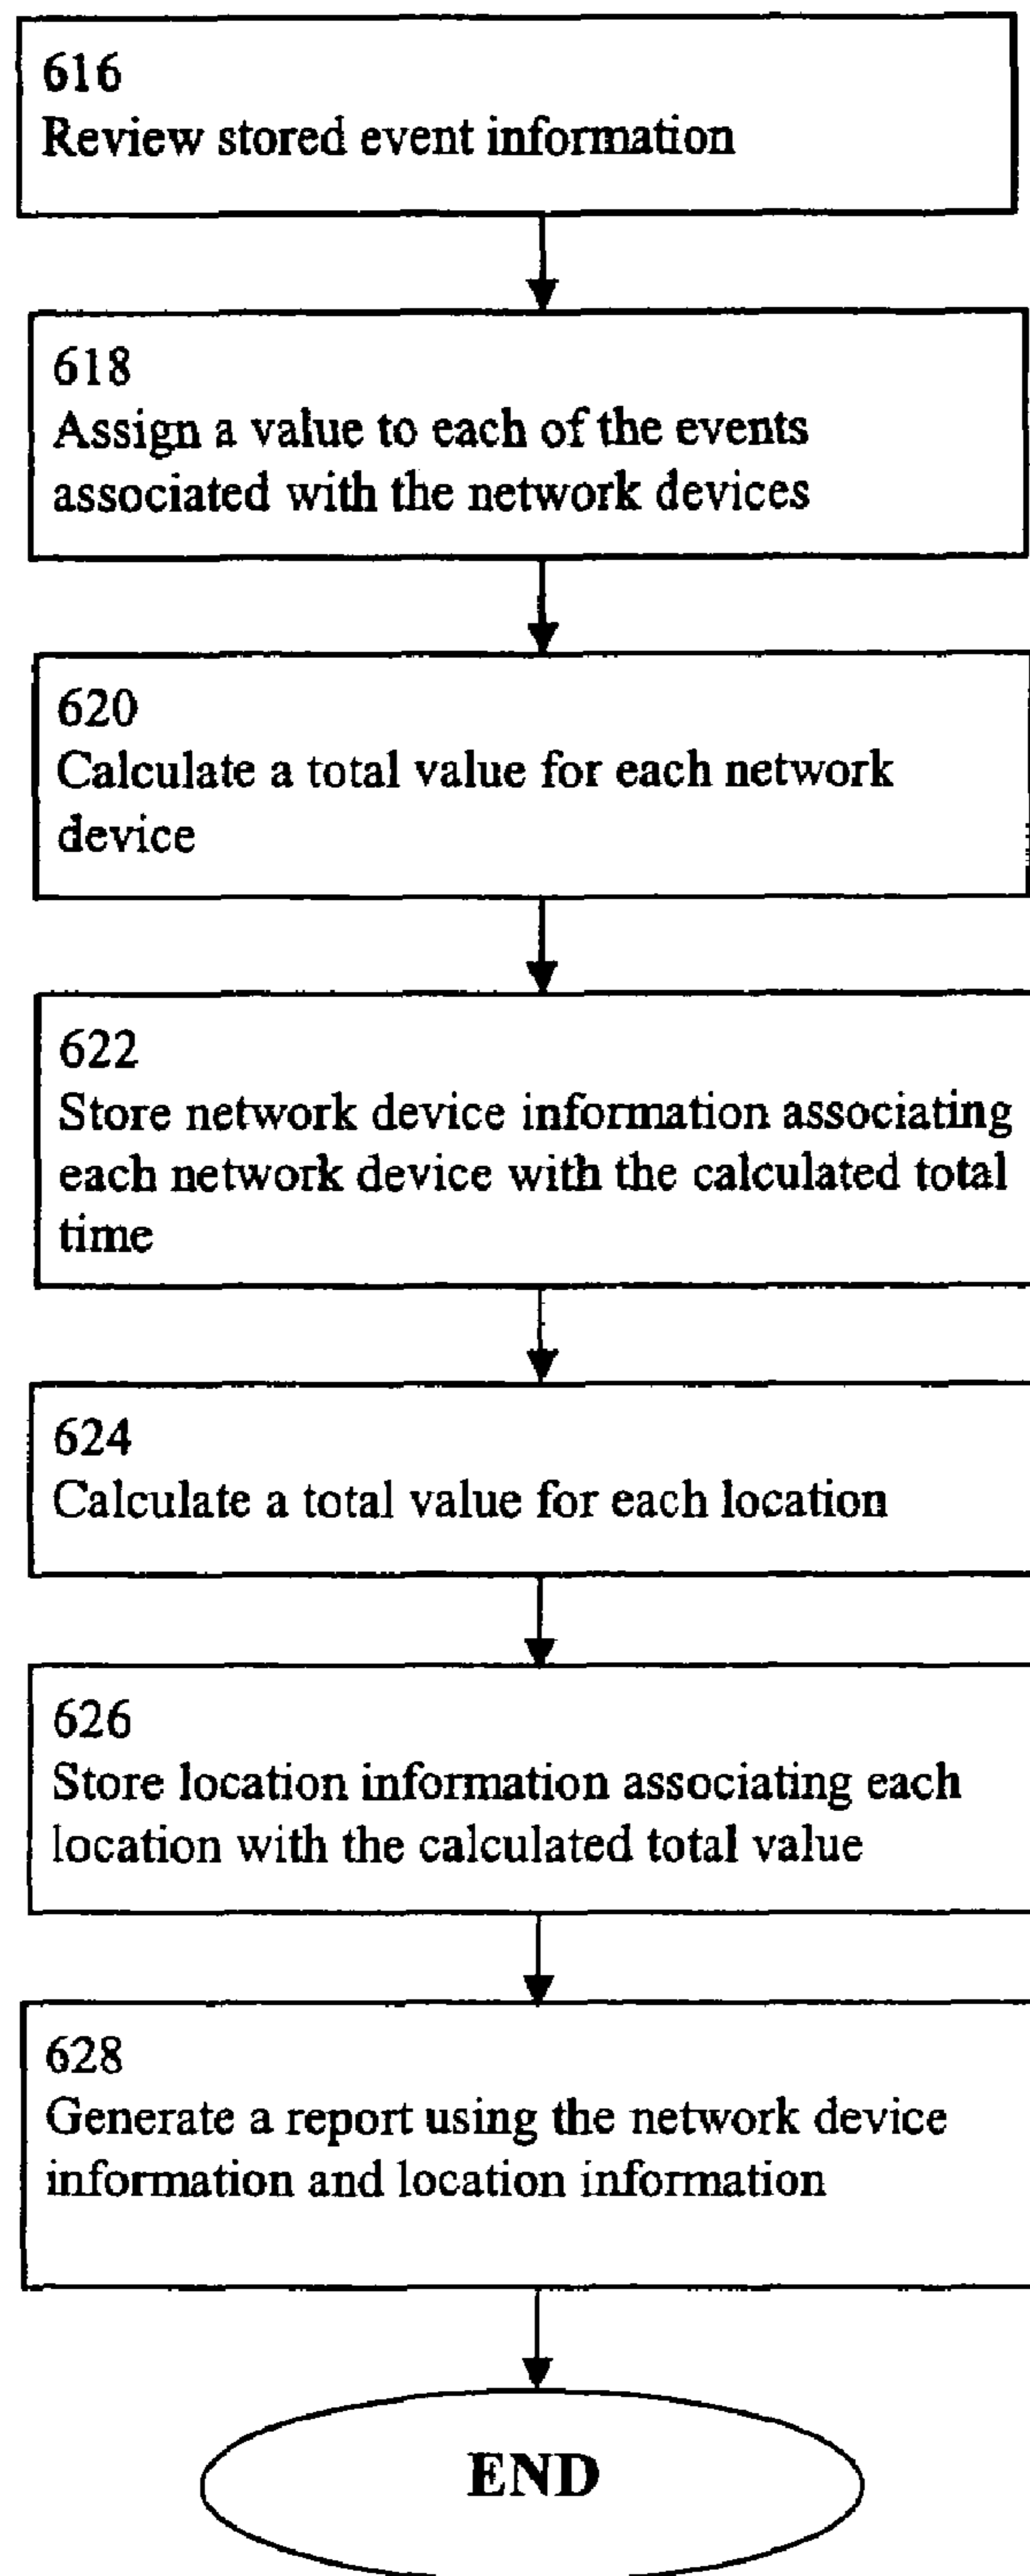 616
Review stored event information
618
Assign a value to each of the events
associated with the network devices
620
Calculate a total value for each network
device
622
Store network device information associating
each network device with the calculated total
time
624
Calculate a total value for each location
626
Store location information associating each
location with the calculated total value
628
Generate a report using the network device
information and location information
END